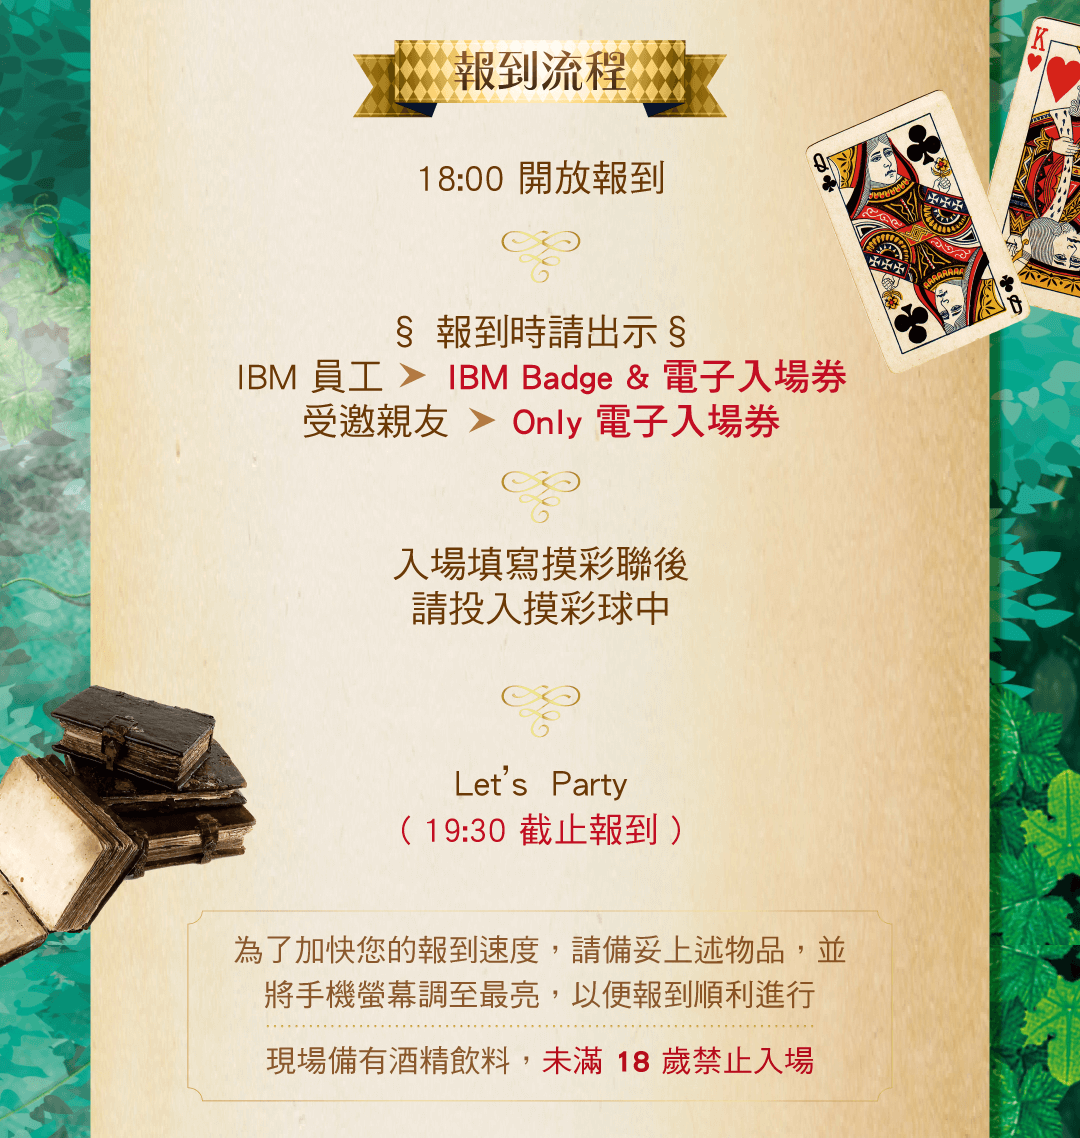 報到流程
K
Q
18:00 開放報到
§ 報到時請出示 §
IBM 員工 ➤ IBM Badge & 電子入場券
受邀親友 ➤ Only 電子入場券
Q
入場填寫摸彩聯後
請投入摸彩球中
Let's Party
( 19:30 截止報到 )
為了加快您的報到速度，請備妥上述物品，並
將手機螢幕調至最亮，以便報到順利進行
現場備有酒精飲料，未滿 18 歲禁止入場